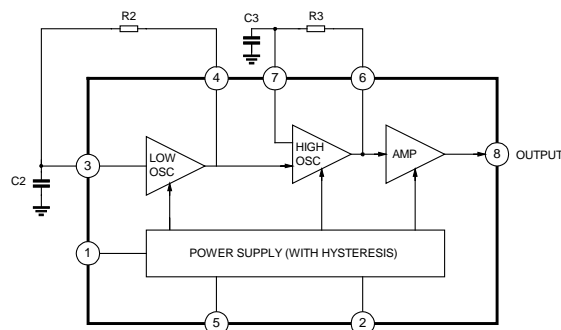 R2
C3
R3
4
7
6
3
LOW
OSC
HIGH
OSC
AMP
8
OUTPUT
C2
1
POWER SUPPLY (WITH HYSTERESIS)
5
2